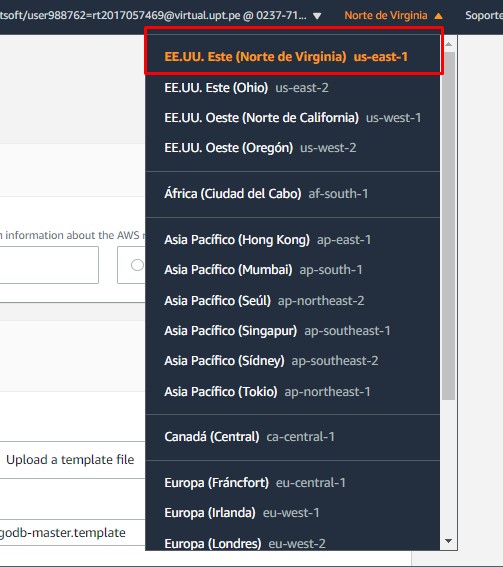 tsoft/user988762=rt2017057469@virtual.upt.pe @ 0237-71... Norte de Virginia Soporte
EE.UU. Este (Norte de Virginia) us-east-1
EE.UU. Este (Ohio) us-east-2
EE.UU. Oeste (Norte de California) us-west-1
EE.UU. Oeste (Oregón) us-west-2
África (Ciudad del Cabo) af-south-1
n information about the AWS
Asia Pacífico (Hong Kong) ap-east-1
Asia Pacífico (Mumbai) ap-south-1
Asia Pacífico (Seúl) ap-northeast-2
Asia Pacífico (Singapur) ap-southeast-1
Asia Pacífico (Sídney) ap-southeast-2
Asia Pacífico (Tokio) ap-northeast-1
Canadá (Central) ca-central-1
Upload a template file
Europa (Fráncfort) eu-central-1
Europa (Irlanda) eu-west-1
godb-master.template
Europa (Londres) eu-west-2